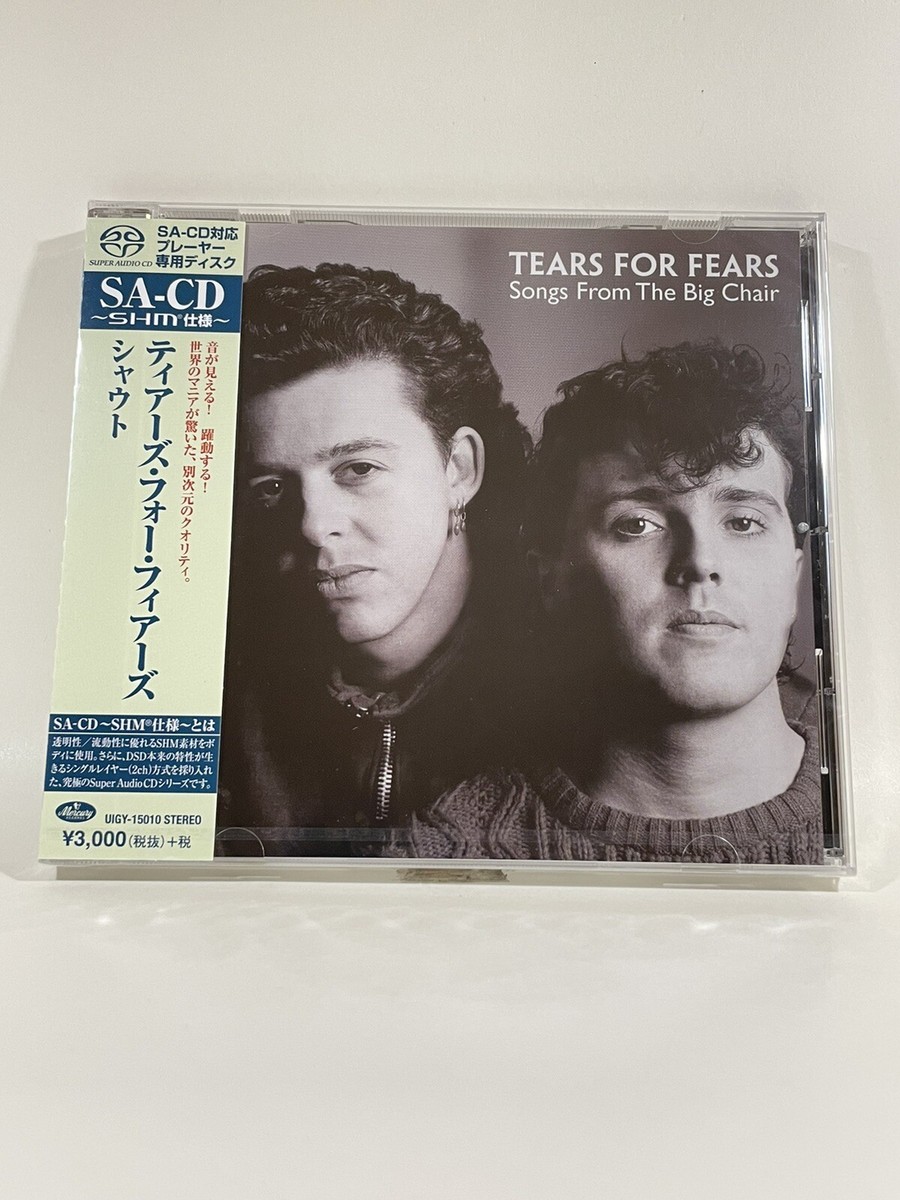 SUPER AUDIO CD
SA-CD対応
プレーヤー
専用ディスク
SA-CD
~SHM®仕様~
音が見える! 躍動する!
世界のマニアが驚いた、別次元のクオリティ。
ティアーズ・フォー・フィアーズ
シャウト
SA-CD~SHM®仕様~とは
透明性/流動性に優れるSHM素材をボ
ディに使用。さらに、DSD本来の特性が生
きるシングルレイヤー(2ch)方式を採り入れ
た、究極のSuper Audio CDシリーズです。
Mercury
RECORDS
UIGY-15010 STEREO
¥3,000(税抜)+税
TEARS FOR FEARS
Songs From The Big Chair